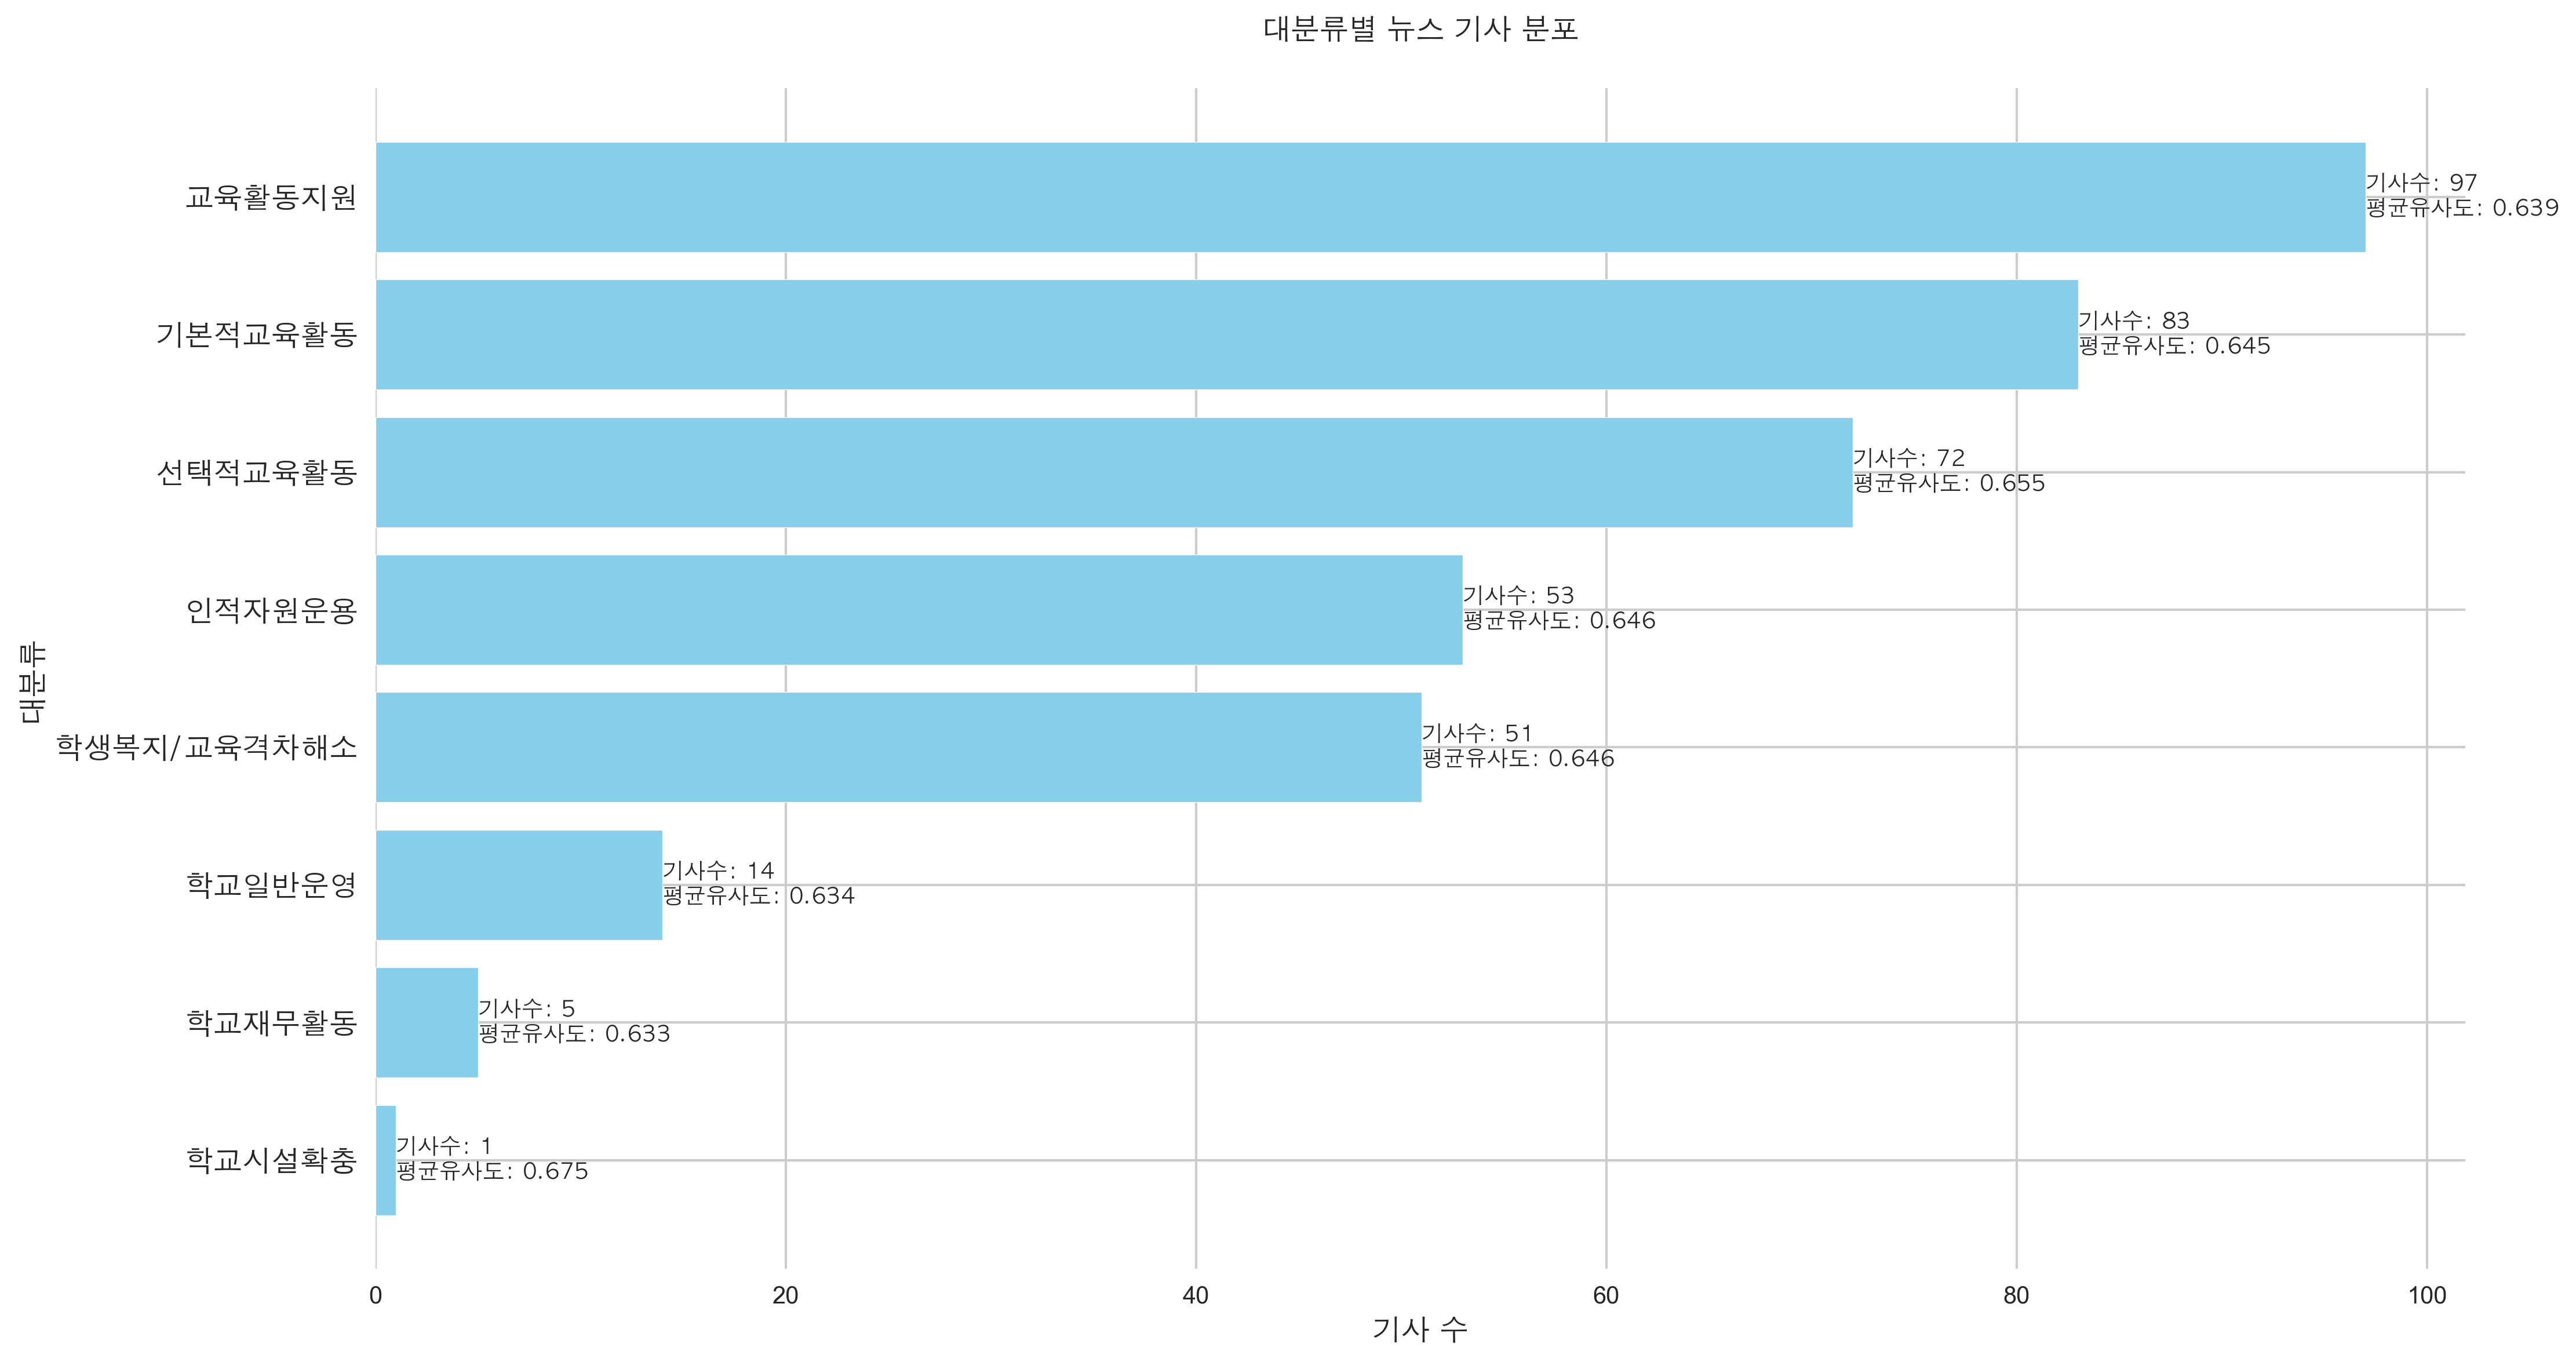 대분류별 뉴스 기사 분포
대분류
교육활동지원
기사수: 97
평균유사도: 0.639
기본적교육활동
기사수: 83
평균유사도: 0.645
선택적교육활동
기사수: 72
평균유사도: 0.655
인적자원운용
기사수: 53
평균유사도: 0.646
학생복지/교육격차해소
기사수: 51
평균유사도: 0.646
학교일반운영
기사수: 14
평균유사도: 0.634
학교재무활동
기사수: 5
평균유사도: 0.633
학교시설확충
기사수: 1
평균유사도: 0.675
0 20 40 60 80 100
기사 수